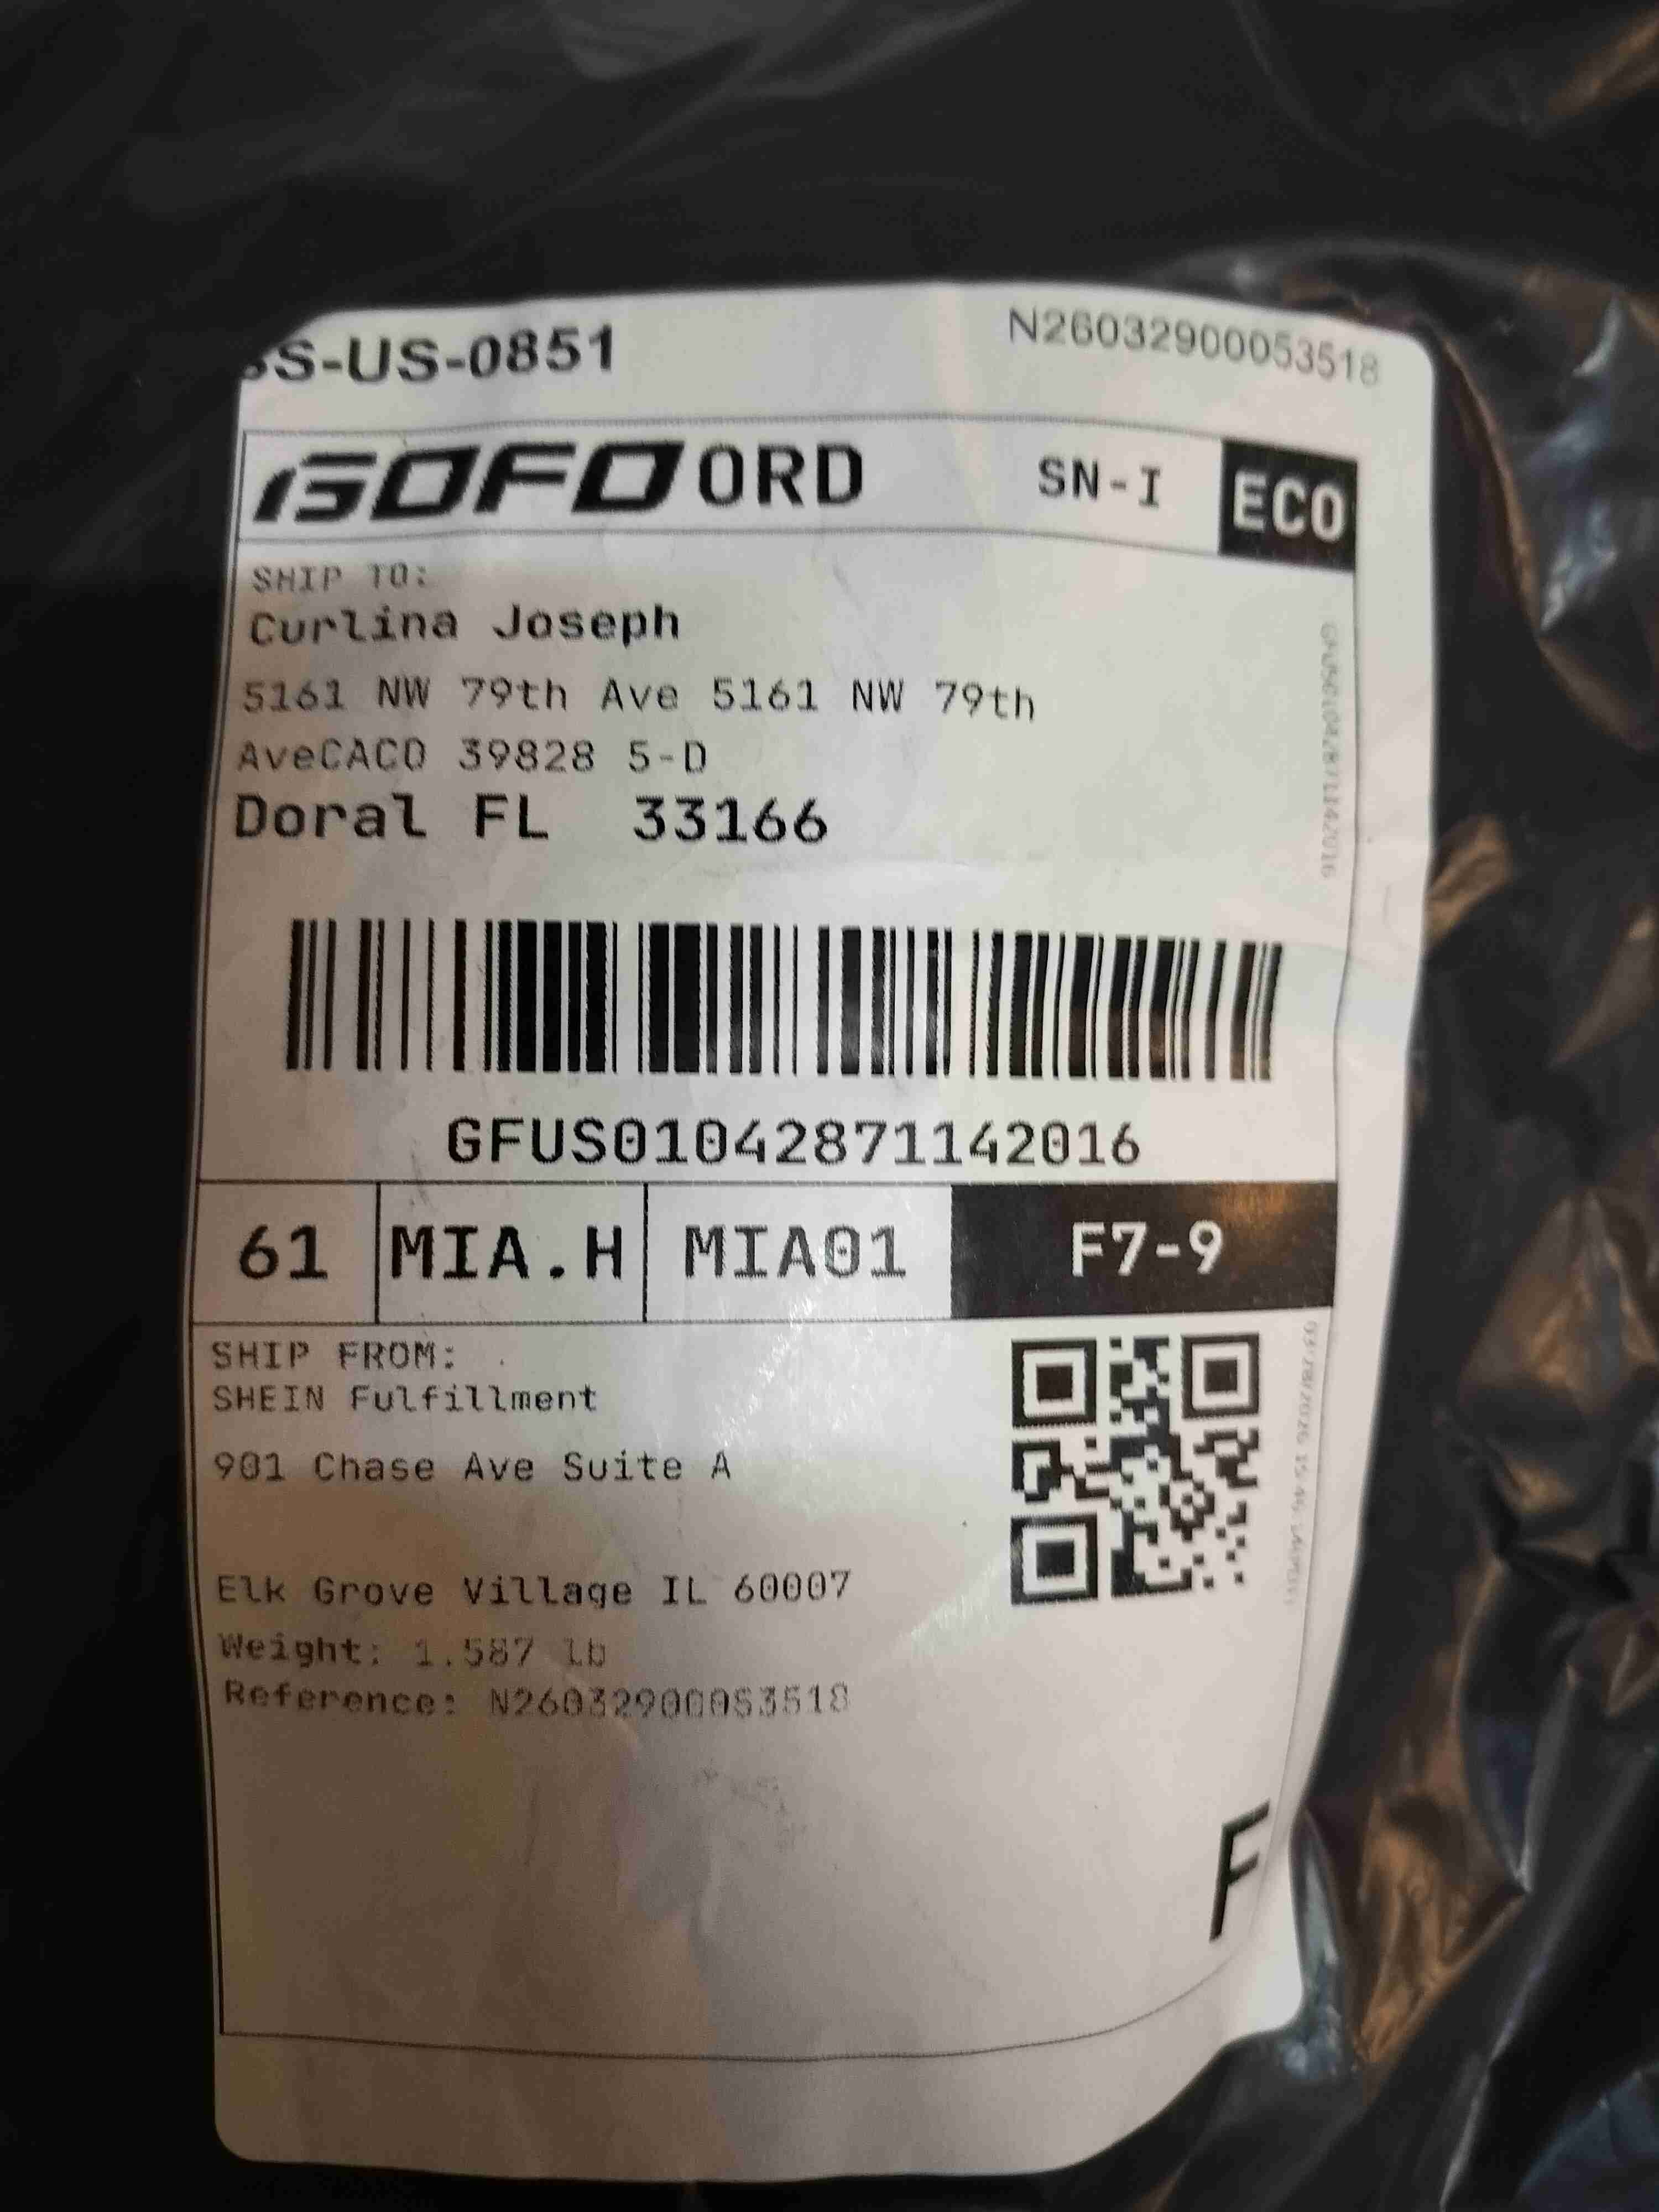 S-US-0851
N26032900053518
GOFO ORD SN-I ECO
SHIP TO:
Curlina Joseph
5161 NW 79th Ave 5161 NW 79th
AveCACO 39828 5-D
Doral FL 33166
GFUS01042871142016
GFUS01042871142016
61 MIA.H MIA01 F7-9
SHIP FROM:
SHEIN Fulfillment
901 Chase Ave Suite A
Elk Grove Village IL 60007
Weight: 1.587 lb
Reference: N26032900053518
F